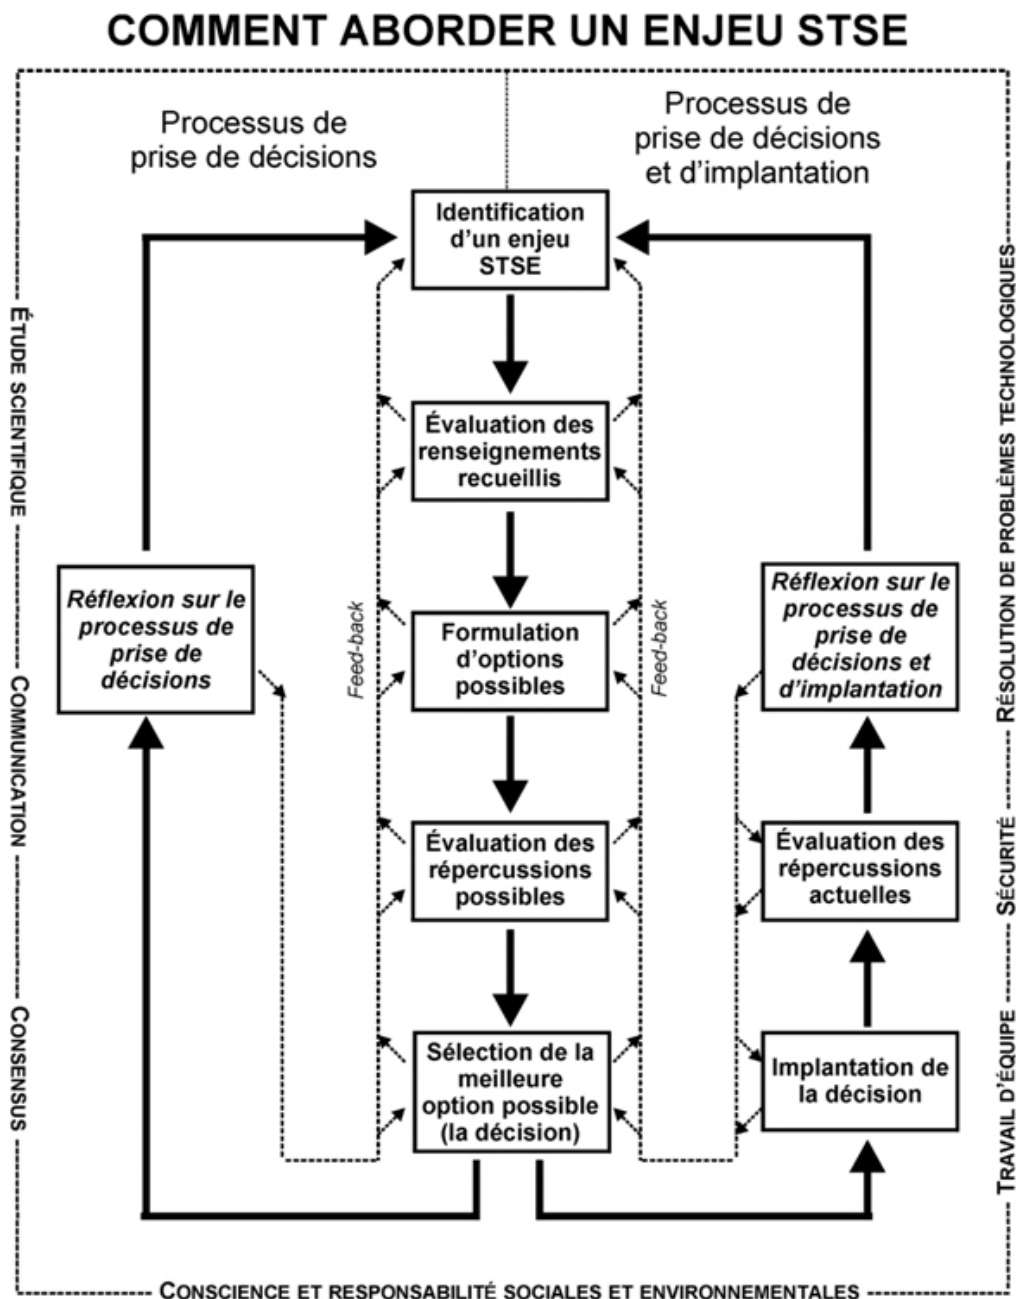 COMMENT ABORDER UN ENJEU STSE
Processus de
prise de décisions
Processus de
prise de décisions
et d'implantation
Identification
d'un enjeu
STSE
Évaluation des
renseignements
recueillis
Formulation
d'options
possibles
Évaluation des
répercussions
possibles
Sélection de la
meilleure
option possible
(la décision)
Réflexion sur le
processus de
prise de
décisions
Feed-back
Feed-back
Réflexion sur le
processus de
prise de
décisions et
d'implantation
Évaluation des
répercussions
actuelles
Implantation de
la décision
ÉTUDE SCIENTIFIQUE
COMMUNICATION
CONSENSUS
RÉSOLUTION DE PROBLÈMES TECHNOLOGIQUES
SÉCURITÉ
TRAVAIL D'ÉQUIPE
CONSCIENCE ET RESPONSABILITÉ SOCIALES ET ENVIRONNEMENTALES